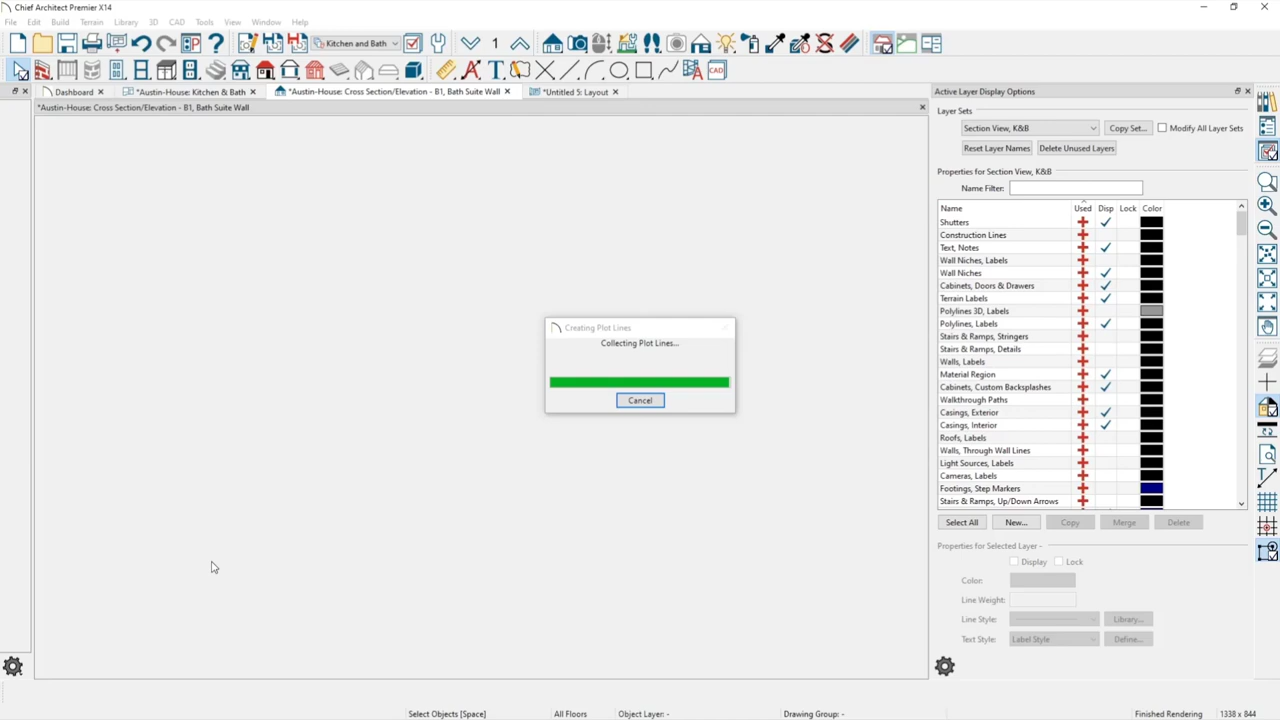 Chief Architect Premier X14
File Edit Build Terrain Library 3D CAD Tools View Window Help
1 Kitchen and Bath
CAD
Dashboard *Austin-House: Kitchen & Bath *Austin-House: Cross Section/Elevation - B1, Bath Suite Wall *Untitled 5: Layout
*Austin-House: Cross Section/Elevation - B1, Bath Suite Wall
Creating Plot Lines
Collecting Plot Lines...
Cancel
Active Layer Display Options
Layer Sets
Section View, K&B Copy Set... Modify All Layer Sets
Reset Layer Names Delete Unused Layers
Properties for Section View, K&B
Name Filter:
Name Used Disp Lock Color
Shutters
Construction Lines
Text, Notes
Wall Niches, Labels
Wall Niches
Cabinets, Doors & Drawers
Terrain Labels
Polylines 3D, Labels
Polylines, Labels
Stairs & Ramps, Stringers
Stairs & Ramps, Details
Walls, Labels
Material Region
Cabinets, Custom Backsplashes
Walkthrough Paths
Casings, Exterior
Casings, Interior
Roofs, Labels
Walls, Through Wall Lines
Light Sources, Labels
Cameras, Labels
Footings, Step Markers
Stairs & Ramps, Up/Down Arrows
Select All New... Copy Merge Delete
Properties for Selected Layer -
Display Lock
Color:
Line Weight:
Line Style: Library...
Text Style: Label Style Define...
Select Objects [Space] All Floors Object Layer: - Drawing Group: - Finished Rendering 1338 x 844